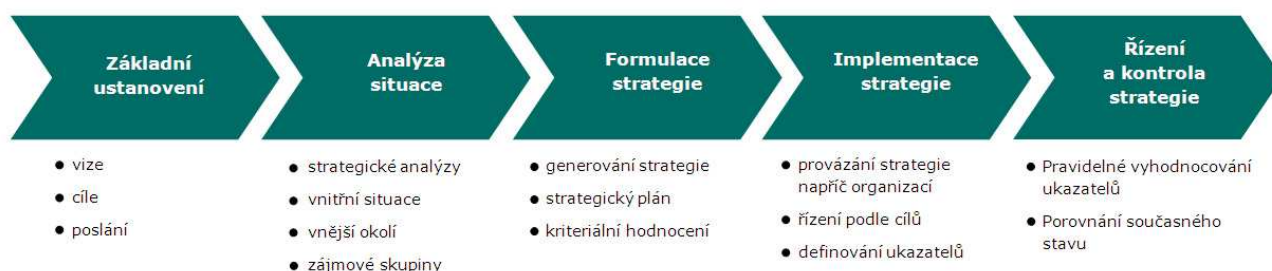 Základní
ustanovení
Analýza
situace
Formulace
strategie
Implementace
strategie
Řízení
a kontrola
strategie
● vize
● cíle
● poslání
● strategické analýzy
● vnitřní situace
● vnější okolí
● zájmové skupiny
● generování strategie
● strategický plán
● kriteriální hodnocení
● provázání strategie
napříč organizací
● řízení podle cílů
● definování ukazatelů
● Pravidelné vyhodnocování
ukazatelů
● Porovnání současného
stavu